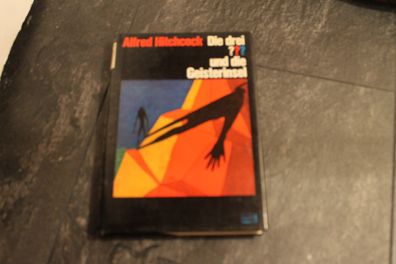 Alfred Hitchcock Die drei
???
und die
Geisterinsel